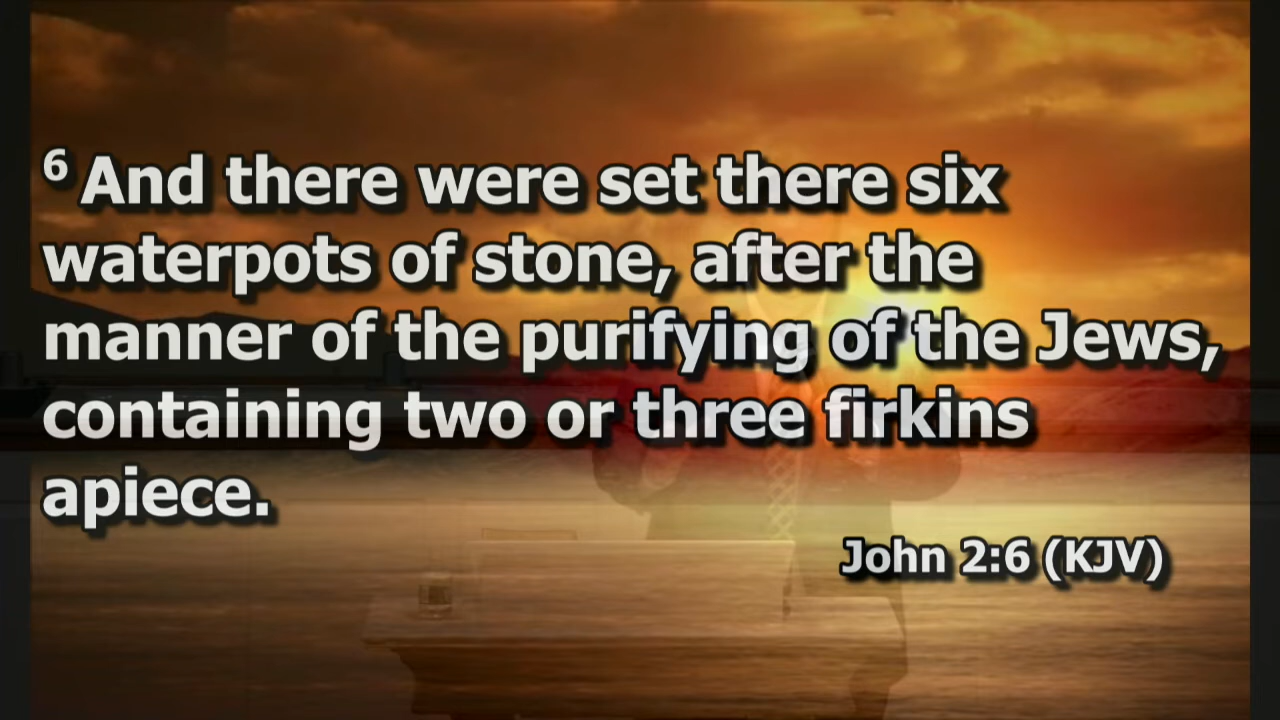 6 And there were set there six
waterpots of stone, after the
manner of the purifying of the Jews,
containing two or three firkins
apiece.
John 2:6 (KJV)